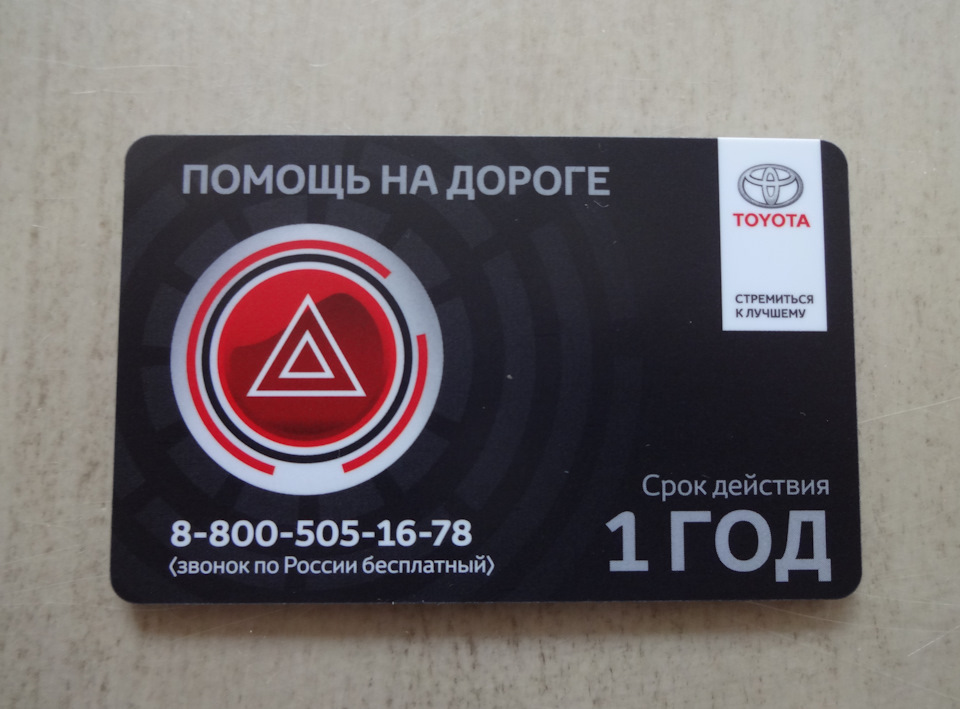 ПОМОЩЬ НА ДОРОГЕ
TOYOTA
СТРЕМИТЬСЯ
К ЛУЧШЕМУ
8-800-505-16-78
(звонок по России бесплатный)
Срок действия
1 ГОД